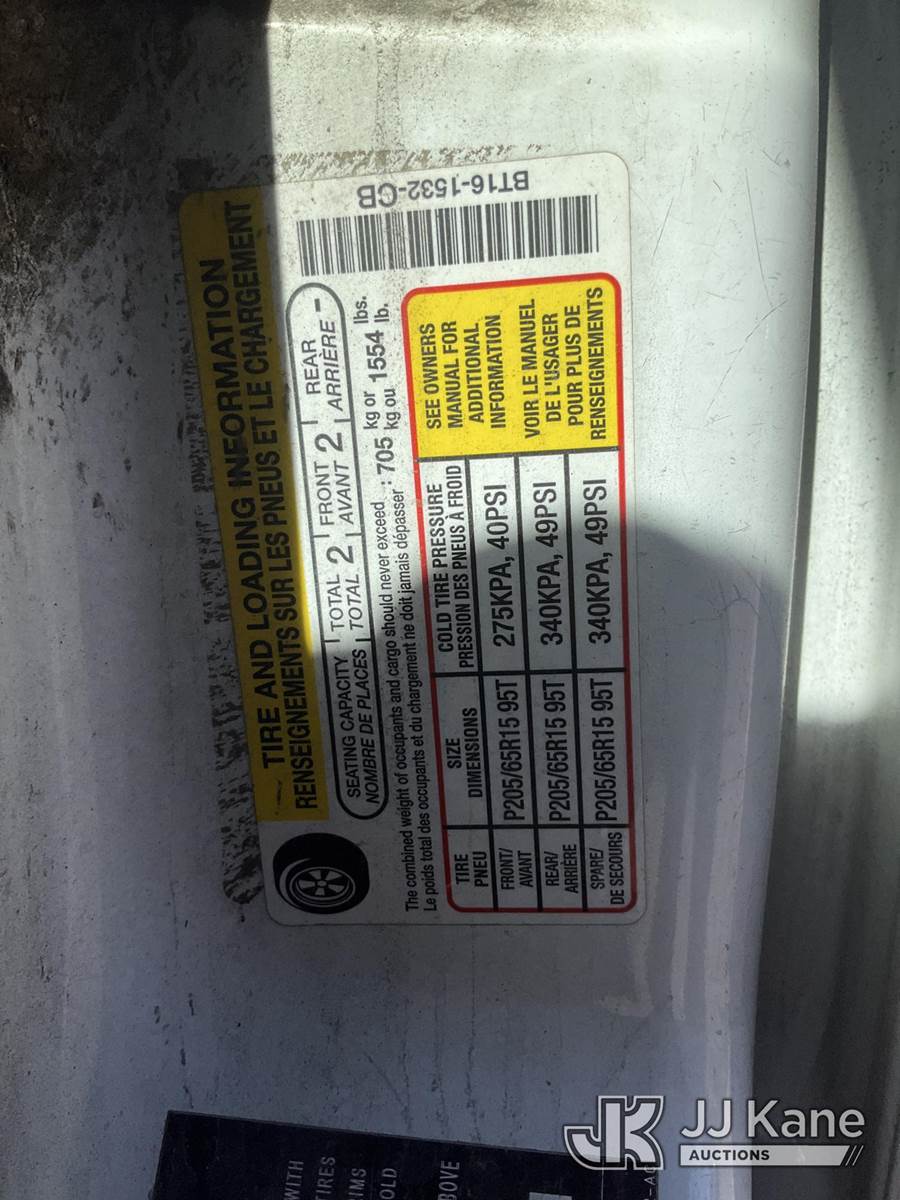 TIRE AND LOADING INFORMATION
RENSEIGNEMENTS SUR LES PNEUS ET LE CHARGEMENT
SEATING CAPACITY TOTAL 2 FRONT 2 REAR -
NOMBRE DE PLACES TOTAL AVANT ARRIÈRE
The combined weight of occupants and cargo should never exceed : 705 kg or 1554 lbs.
Le poids total des occupants et du chargement ne doit jamais dépasser kg ou lb.
TIRE SIZE COLD TIRE PRESSURE
PNEU DIMENSIONS PRESSION DES PNEUS À FROID
FRONT/ AVANT P205/65R15 95T 275KPA, 40PSI
REAR/ ARRIÈRE P205/65R15 95T 340KPA, 49PSI
SPARE/ DE SECOURS P205/65R15 95T 340KPA, 49PSI
SEE OWNERS
MANUAL FOR
ADDITIONAL
INFORMATION
VOIR LE MANUEL
DE L'USAGER
POUR PLUS DE
RENSEIGNEMENTS
BT16-1532-CB
WITH
TIRES
OLD
JJ Kane
AUCTIONS